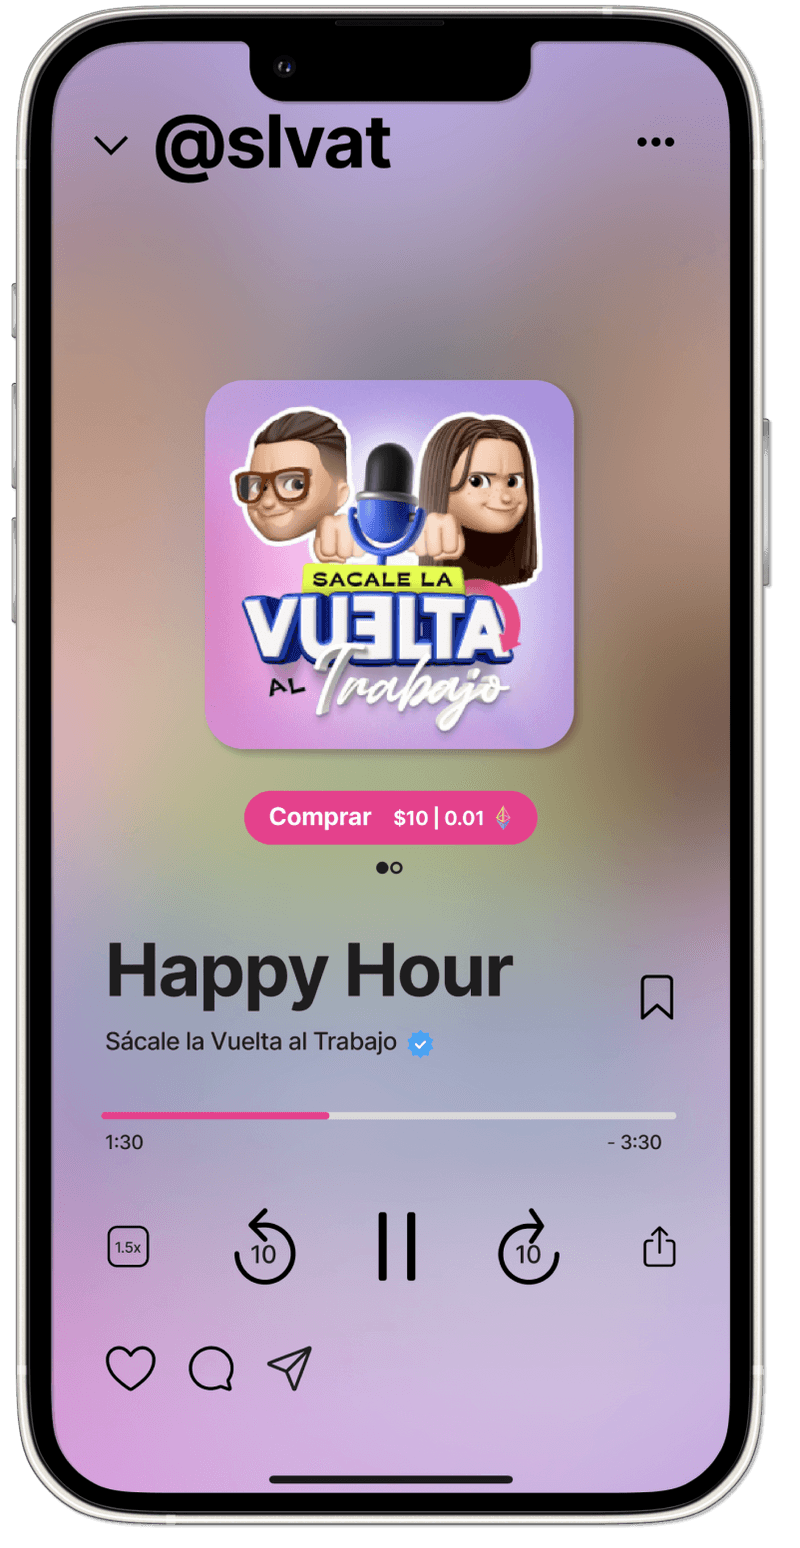 @slvat
SACALE LA
VUELTA
AL Trabajo
Comprar $10 | 0.01
Happy Hour
Sácale la Vuelta al Trabajo
1:30 - 3:30
1.5x 10 10